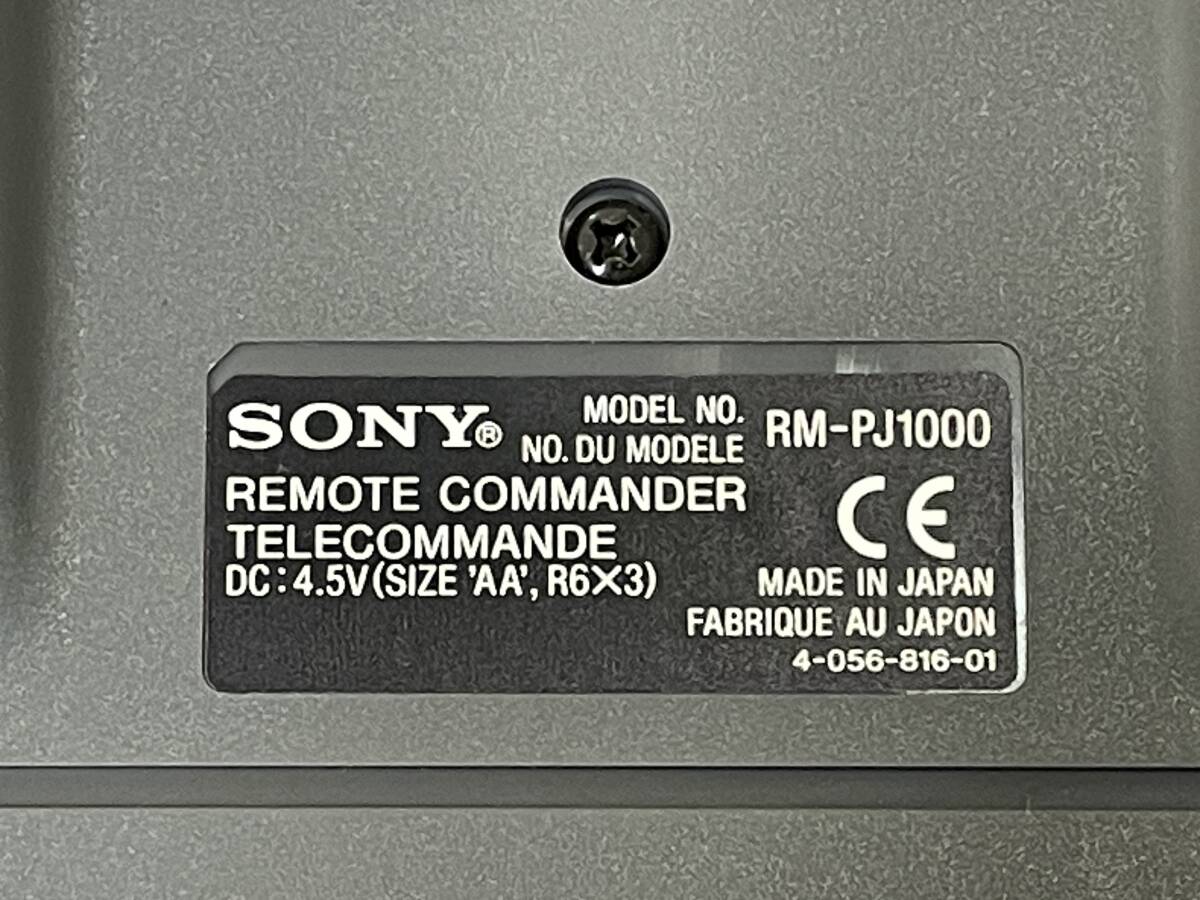 SONY® MODEL NO. RM-PJ1000
NO. DU MODELE
REMOTE COMMANDER
TELECOMMANDE
CE
DC:4.5V(SIZE 'AA', R6×3)
MADE IN JAPAN
FABRIQUE AU JAPON
4-056-816-01